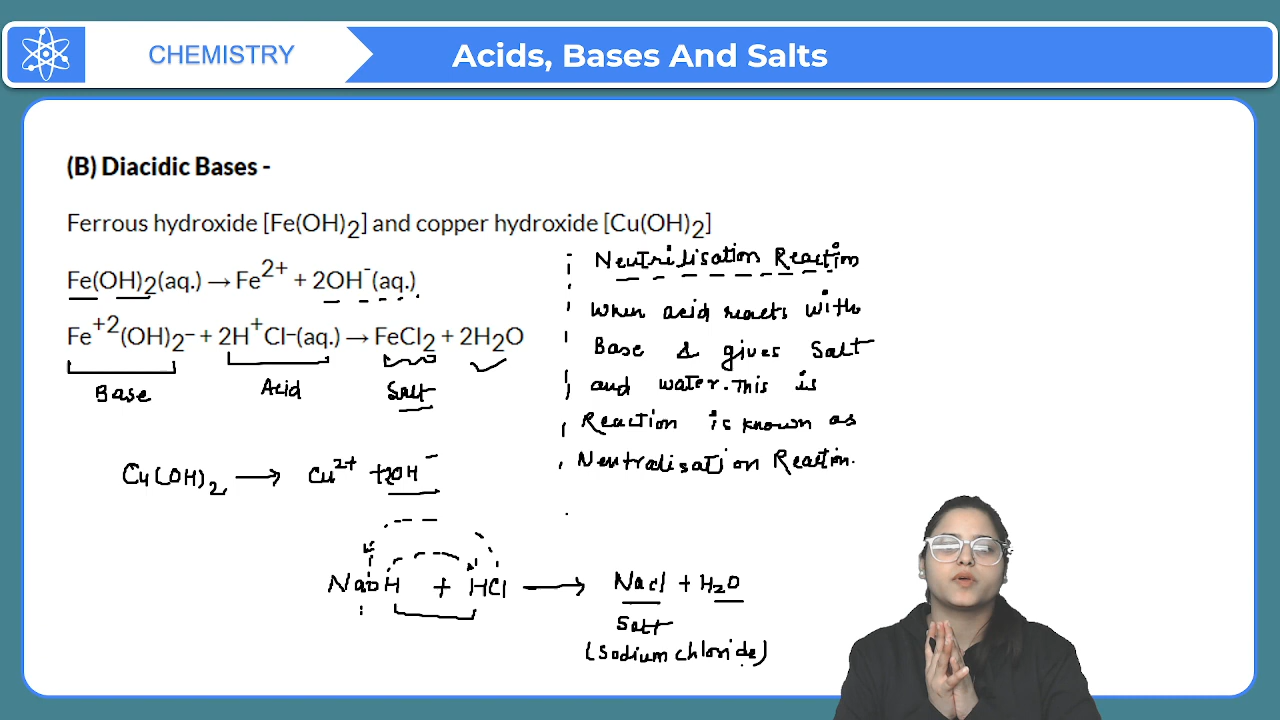 CHEMISTRY
Acids, Bases And Salts
(B) Diacidic Bases -
Ferrous hydroxide [Fe(OH)₂] and copper hydroxide [Cu(OH)₂]
Fe(OH)₂(aq.) → Fe²⁺ + 2OH⁻(aq.)
Fe⁺²(OH)₂⁻ + 2H⁺Cl⁻(aq.) → FeCl₂ + 2H₂O
Base Acid Salt
Cu(OH)₂ → Cu²⁺ + 2OH⁻
Neutrilisation Reaction
When acid reacts with
Base & gives Salt
and water. This is
Reaction is known as
Neutralisation Reaction.
NaOH + HCl → NaCl + H₂O
Salt
(Sodium chloride)